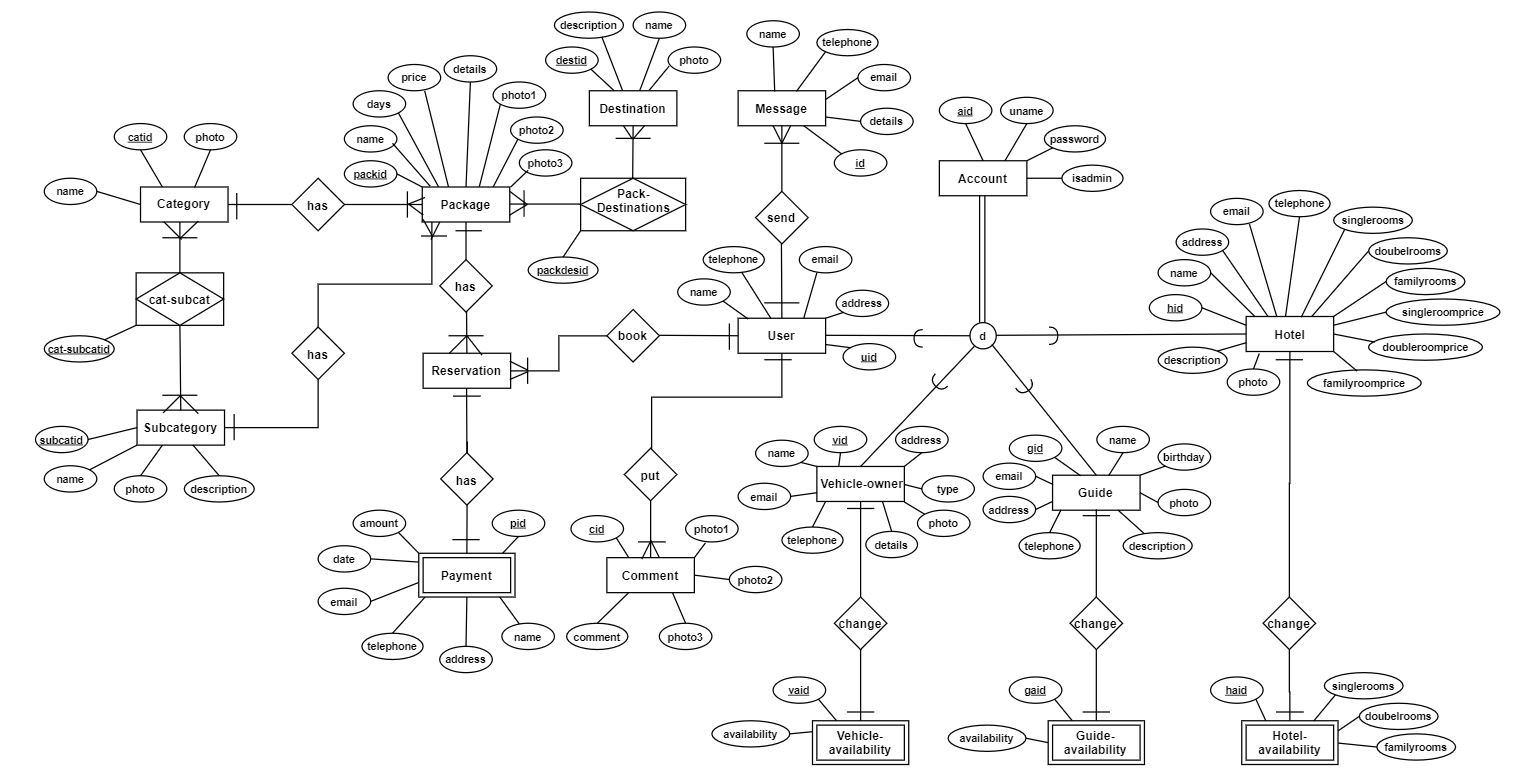 description
name
destid
photo
Destination
name
telephone
email
Message
details
id
price
details
days
photo1
name
photo2
packid
photo3
Package
catid
photo
name
Category
has
Pack-
Destinations
packdesid
aid
uname
password
Account
isadmin
send
telephone
email
name
address
User
uid
cat-subcat
cat-subcatid
has
has
book
Reservation
d
telephone
email
singlerooms
address
doubelrooms
name
familyrooms
hid
singleroomprice
Hotel
doubleroomprice
description
photo
familyroomprice
subcatid
Subcategory
name
photo
description
has
put
vid
address
name
Vehicle-owner
type
email
photo
telephone
details
gid
name
birthday
email
Guide
photo
address
telephone
description
amount
pid
date
Payment
email
telephone
address
name
cid
photo1
Comment
photo2
comment
photo3
change
change
change
vaid
availability
Vehicle-
availability
gaid
availability
Guide-
availability
haid
singlerooms
doubelrooms
Hotel-
availability
familyrooms